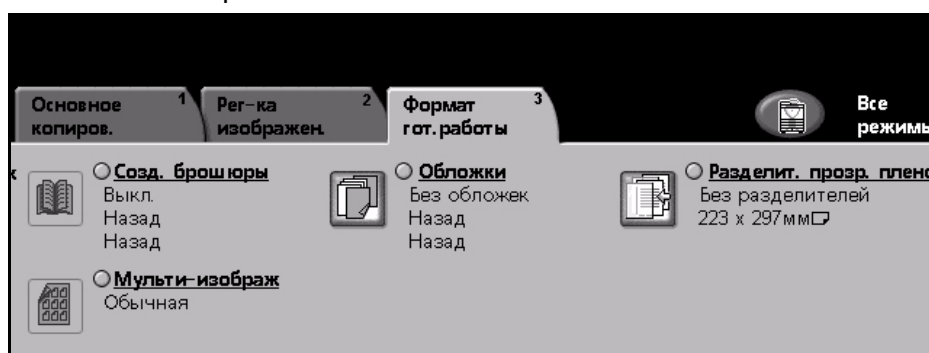 Основное 1
копиров.
Рег-ка 2
изображен.
Формат 3
гот.работы
Все
режимы
Созд. брошюры
Выкл.
Назад
Назад
Обложки
Без обложек
Назад
Назад
Разделит. прозр.
Без разделителей
223 x 297мм
Мульти-изображ
Обычная